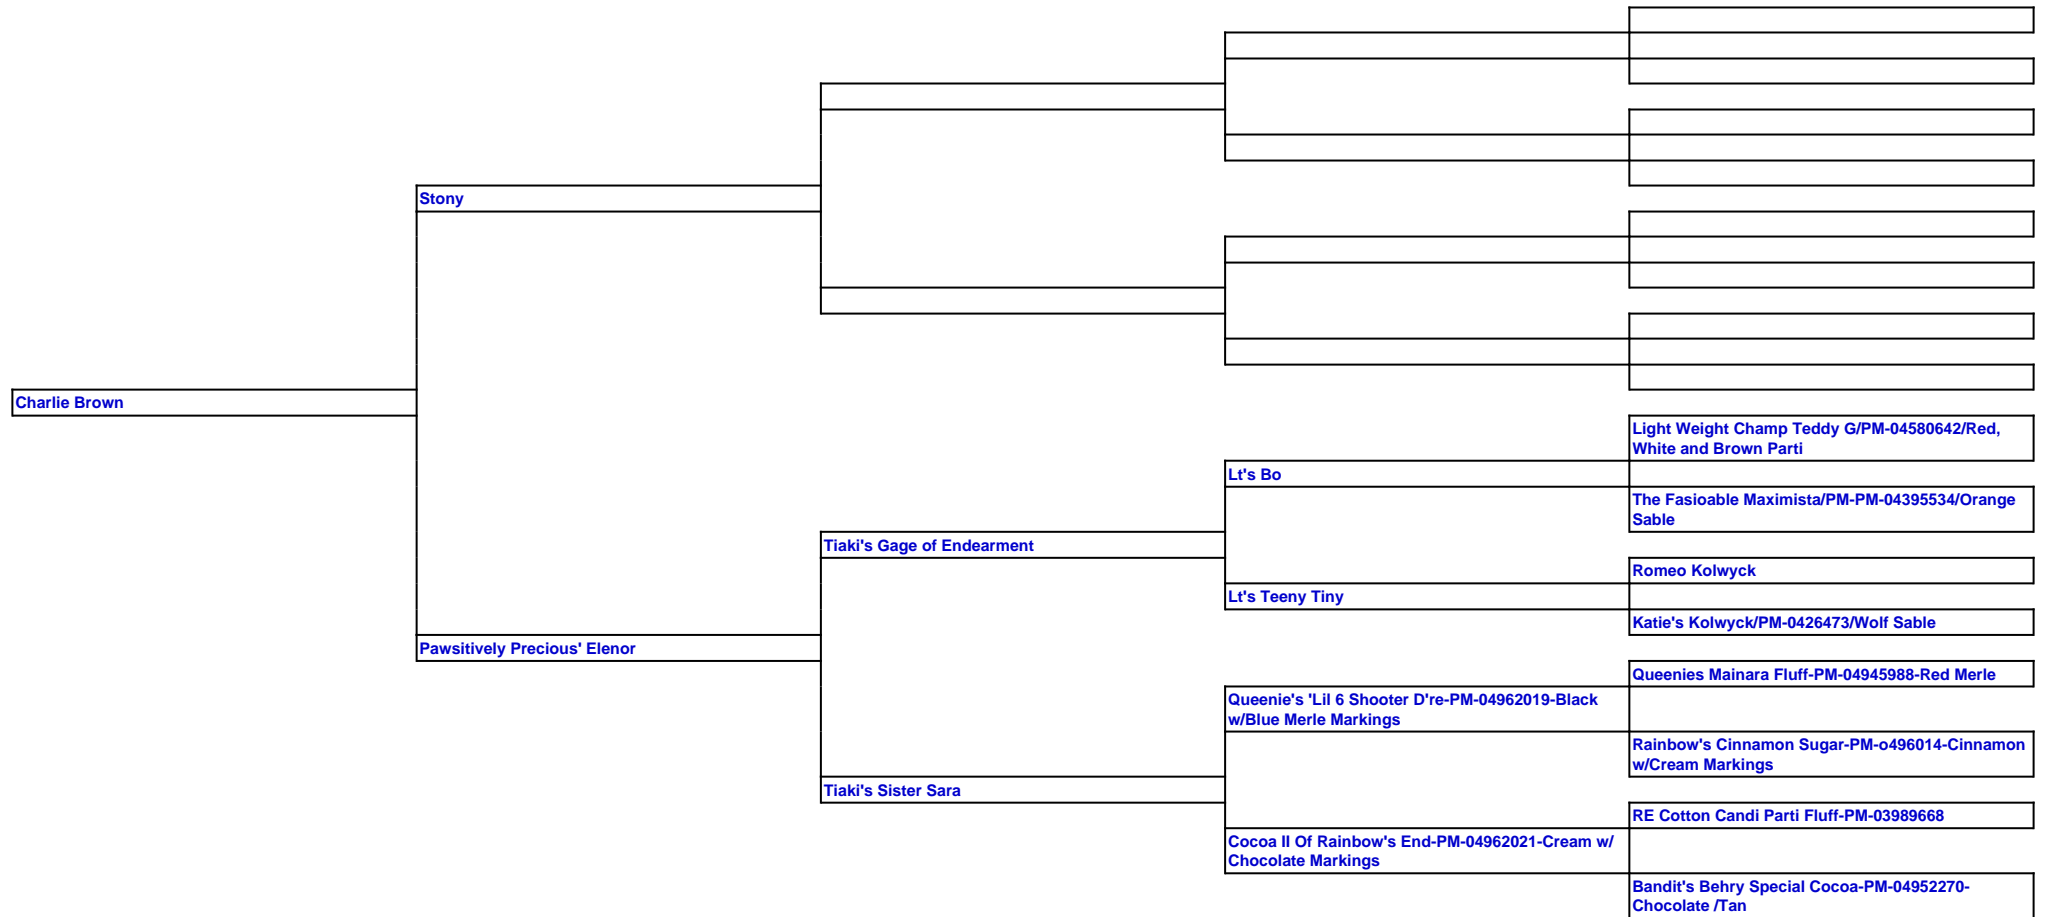 Stony
Charlie Brown
Light Weight Champ Teddy G/PM-04580642/Red,
White and Brown Parti
Lt's Bo
The Fasioable Maximista/PM-PM-04395534/Orange
Sable
Tiaki's Gage of Endearment
Romeo Kolwyck
Lt's Teeny Tiny
Katie's Kolwyck/PM-0426473/Wolf Sable
Pawsitively Precious' Elenor
Queenies Mainara Fluff-PM-04945988-Red Merle
Queenie's 'Lil 6 Shooter D're-PM-04962019-Black
w/Blue Merle Markings
Rainbow's Cinnamon Sugar-PM-o496014-Cinnamon
w/Cream Markings
Tiaki's Sister Sara
RE Cotton Candi Parti Fluff-PM-03989668
Cocoa II Of Rainbow's End-PM-04962021-Cream w/
Chocolate Markings
Bandit's Behry Special Cocoa-PM-04952270-
Chocolate /Tan